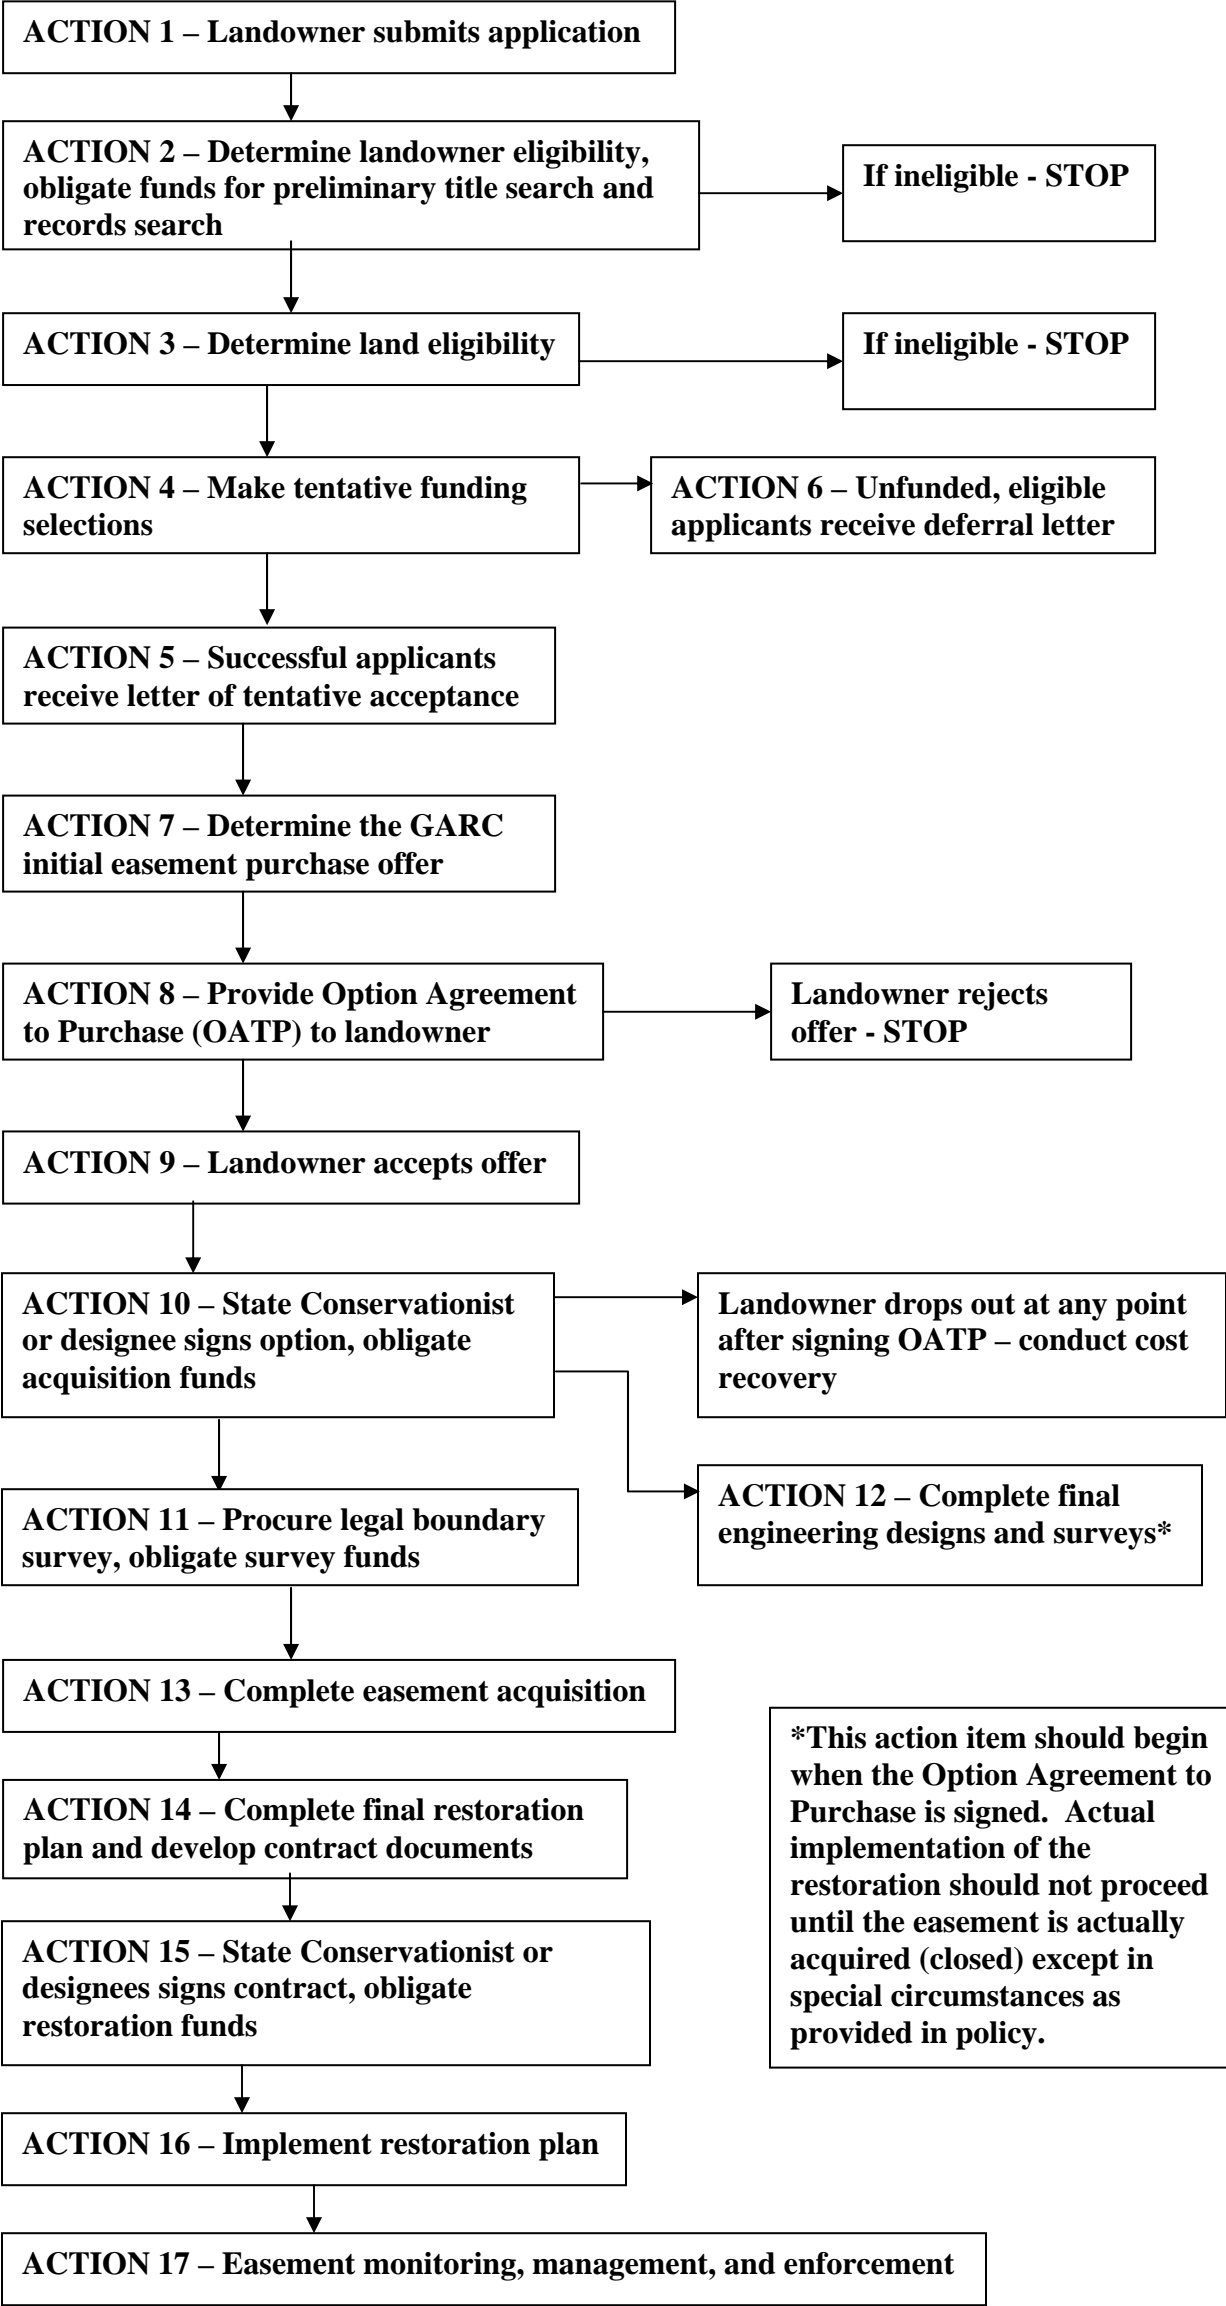 ACTION 1 – Landowner submits application
ACTION 2 – Determine landowner eligibility,
obligate funds for preliminary title search and
records search
If ineligible - STOP
ACTION 3 – Determine land eligibility
If ineligible - STOP
ACTION 4 – Make tentative funding
selections
ACTION 6 – Unfunded, eligible
applicants receive deferral letter
ACTION 5 – Successful applicants
receive letter of tentative acceptance
ACTION 7 – Determine the GARC
initial easement purchase offer
ACTION 8 – Provide Option Agreement
to Purchase (OATP) to landowner
Landowner rejects
offer - STOP
ACTION 9 – Landowner accepts offer
ACTION 10 – State Conservationist
or designee signs option, obligate
acquisition funds
Landowner drops out at any point
after signing OATP – conduct cost
recovery
ACTION 11 – Procure legal boundary
survey, obligate survey funds
ACTION 12 – Complete final
engineering designs and surveys*
ACTION 13 – Complete easement acquisition
ACTION 14 – Complete final restoration
plan and develop contract documents
*This action item should begin
when the Option Agreement to
Purchase is signed.  Actual
implementation of the
restoration should not proceed
until the easement is actually
acquired (closed) except in
special circumstances as
provided in policy.
ACTION 15 – State Conservationist or
designees signs contract, obligate
restoration funds
ACTION 16 – Implement restoration plan
ACTION 17 – Easement monitoring, management, and enforcement